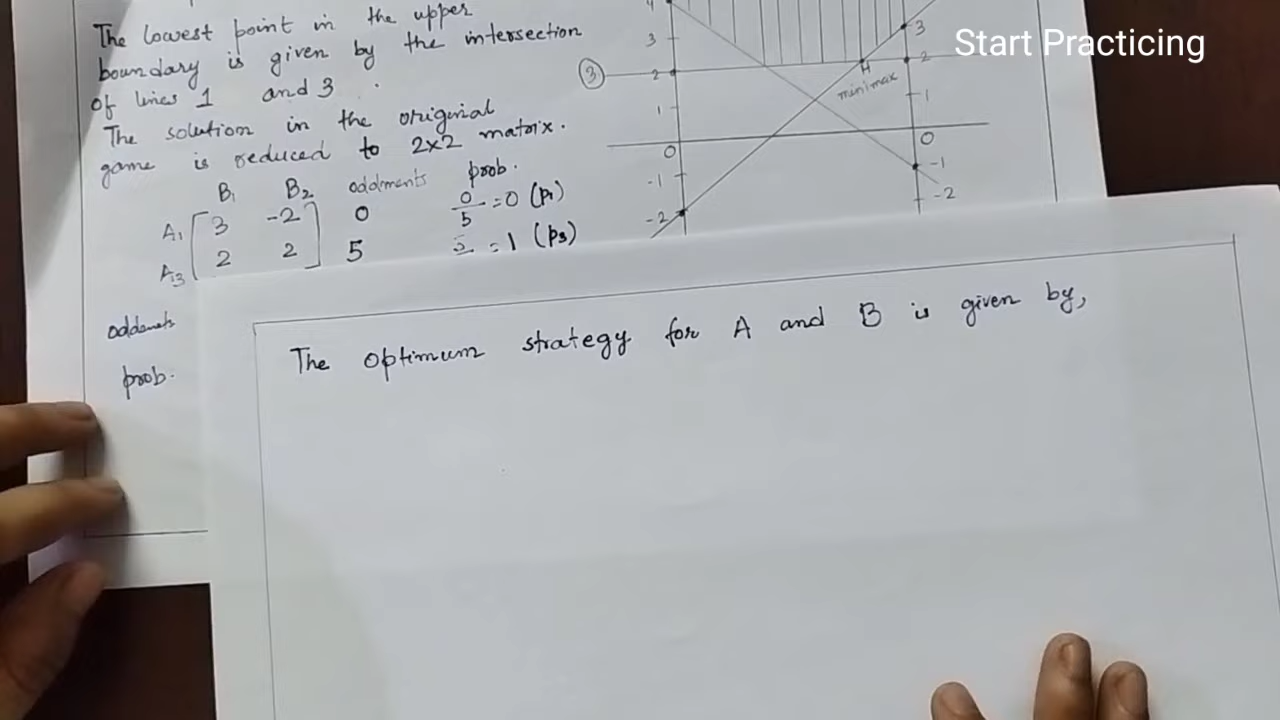 The lowest point in the upper
boundary is given by the intersection
of lines 1 and 3.
The solution in the original
game is reduced to 2x2 matrix.
B1 B2 oddments prob.
A1 [ 3 -2 ] 0 0/5 = 0 (P1)
A3 [ 2 2 ] 5 = 1 (P3)
oddments
prob.
4
3
3
2
1
0
-1
-2
3
2
1
0
-1
-2
H
minimax
Start Practicing
The optimum strategy for A and B is given by,